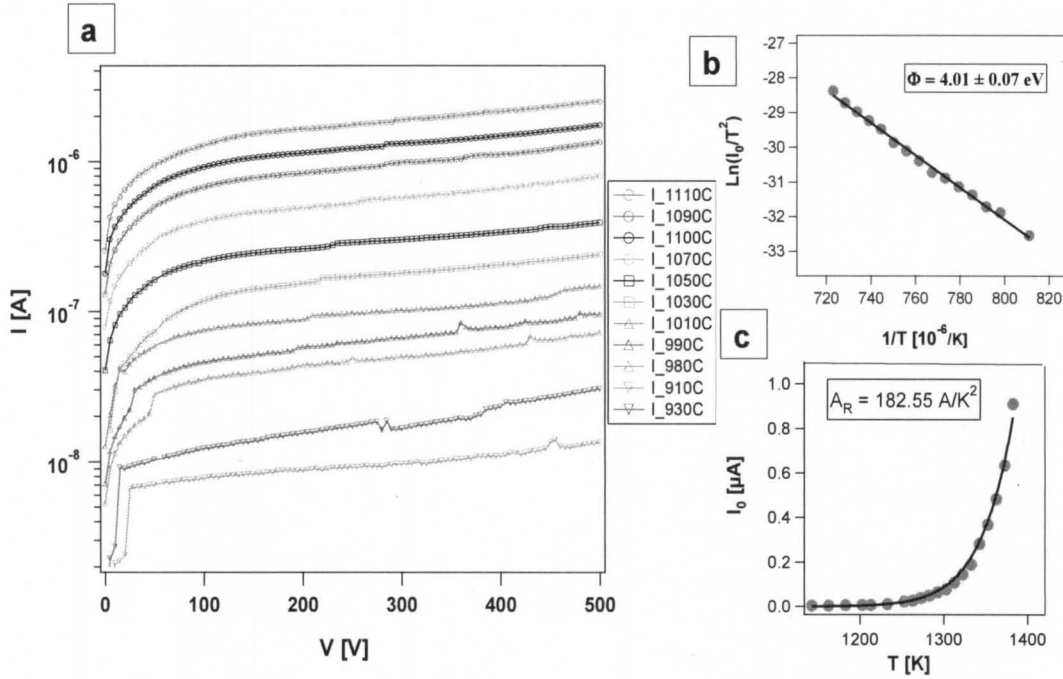 a
10⁻⁶
10⁻⁷
10⁻⁸
I [A]
0 100 200 300 400 500
V [V]
I_1110C
I_1090C
I_1100C
I_1070C
I_1050C
I_1030C
I_1010C
I_990C
I_980C
I_910C
I_930C
b
-27
-28
-29
-30
-31
-32
-33
Ln(I₀/T²)
Φ = 4.01 ± 0.07 eV
720 740 760 780 800 820
1/T [10⁻⁶/K]
c
1.0
0.8
0.6
0.4
0.2
0.0
I₀ [µA]
A_R = 182.55 A/K²
1200 1300 1400
T [K]